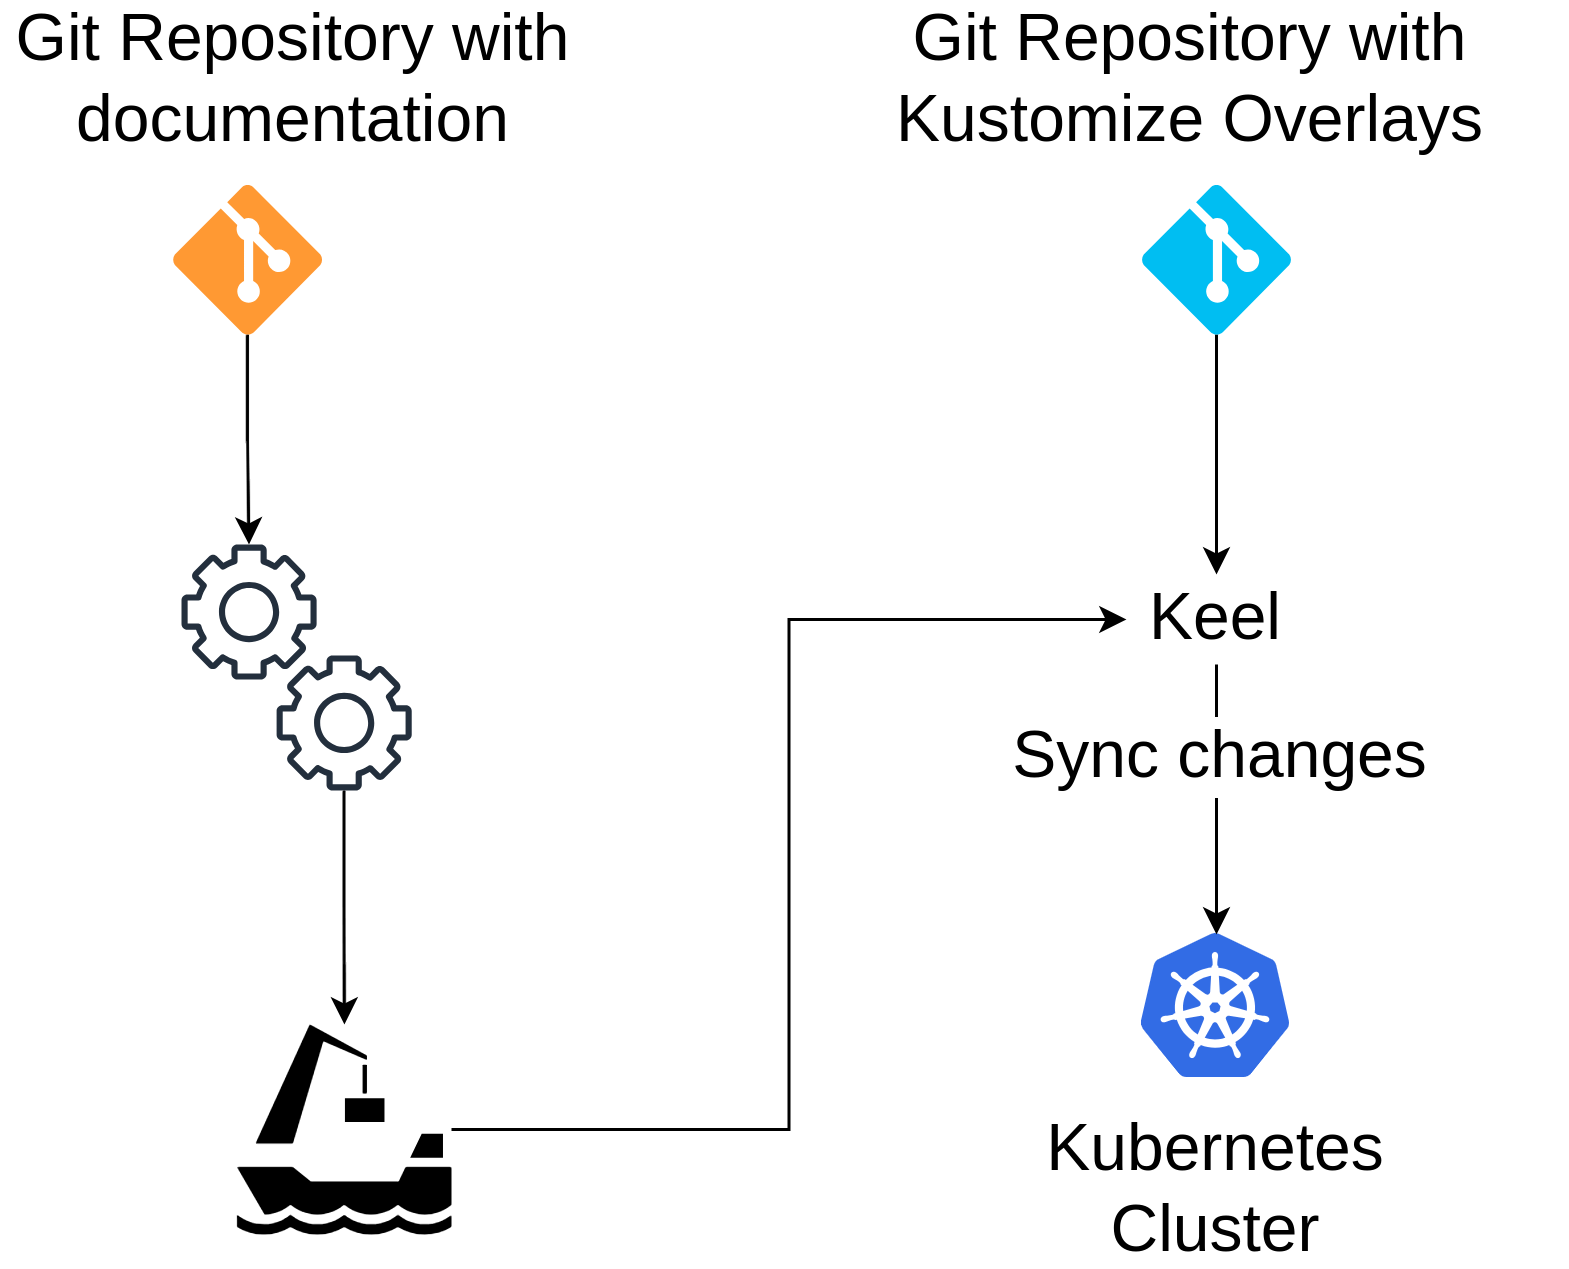 Git Repository with
documentation
Git Repository with
Kustomize Overlays
Keel
Sync changes
Kubernetes
Cluster